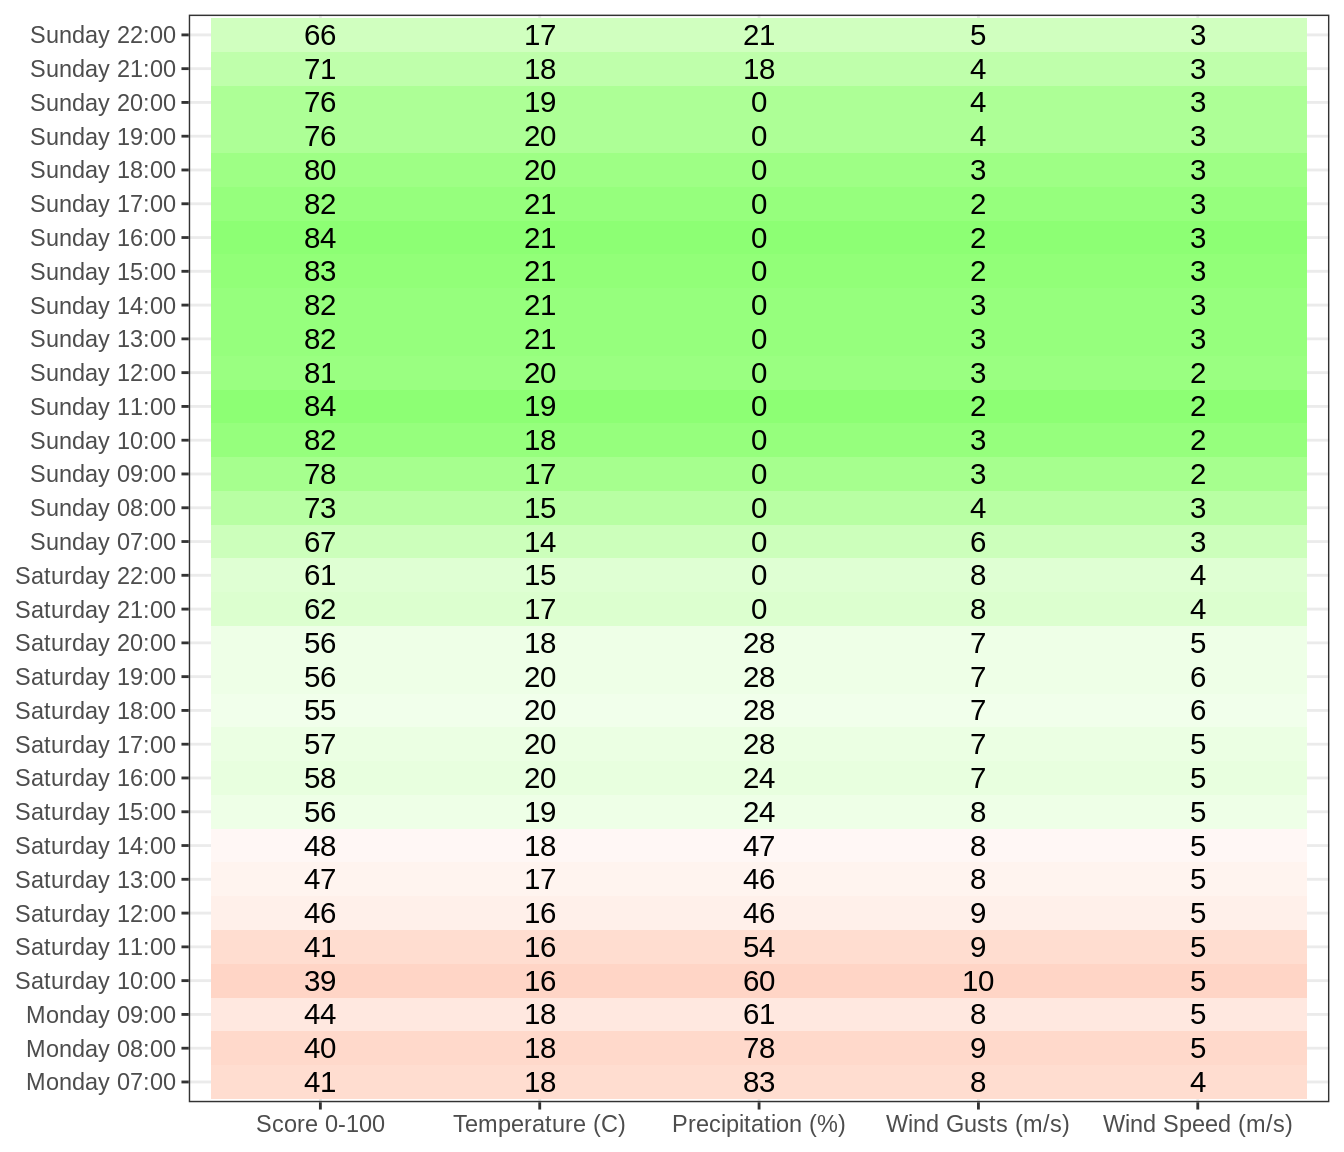 Sunday 22:00 66 17 21 5 3
Sunday 21:00 71 18 18 4 3
Sunday 20:00 76 19 0 4 3
Sunday 19:00 76 20 0 4 3
Sunday 18:00 80 20 0 3 3
Sunday 17:00 82 21 0 2 3
Sunday 16:00 84 21 0 2 3
Sunday 15:00 83 21 0 2 3
Sunday 14:00 82 21 0 3 3
Sunday 13:00 82 21 0 3 3
Sunday 12:00 81 20 0 3 2
Sunday 11:00 84 19 0 2 2
Sunday 10:00 82 18 0 3 2
Sunday 09:00 78 17 0 3 2
Sunday 08:00 73 15 0 4 3
Sunday 07:00 67 14 0 6 3
Saturday 22:00 61 15 0 8 4
Saturday 21:00 62 17 0 8 4
Saturday 20:00 56 18 28 7 5
Saturday 19:00 56 20 28 7 6
Saturday 18:00 55 20 28 7 6
Saturday 17:00 57 20 28 7 5
Saturday 16:00 58 20 24 7 5
Saturday 15:00 56 19 24 8 5
Saturday 14:00 48 18 47 8 5
Saturday 13:00 47 17 46 8 5
Saturday 12:00 46 16 46 9 5
Saturday 11:00 41 16 54 9 5
Saturday 10:00 39 16 60 10 5
Monday 09:00 44 18 61 8 5
Monday 08:00 40 18 78 9 5
Monday 07:00 41 18 83 8 4
Score 0-100 Temperature (C) Precipitation (%) Wind Gusts (m/s) Wind Speed (m/s)